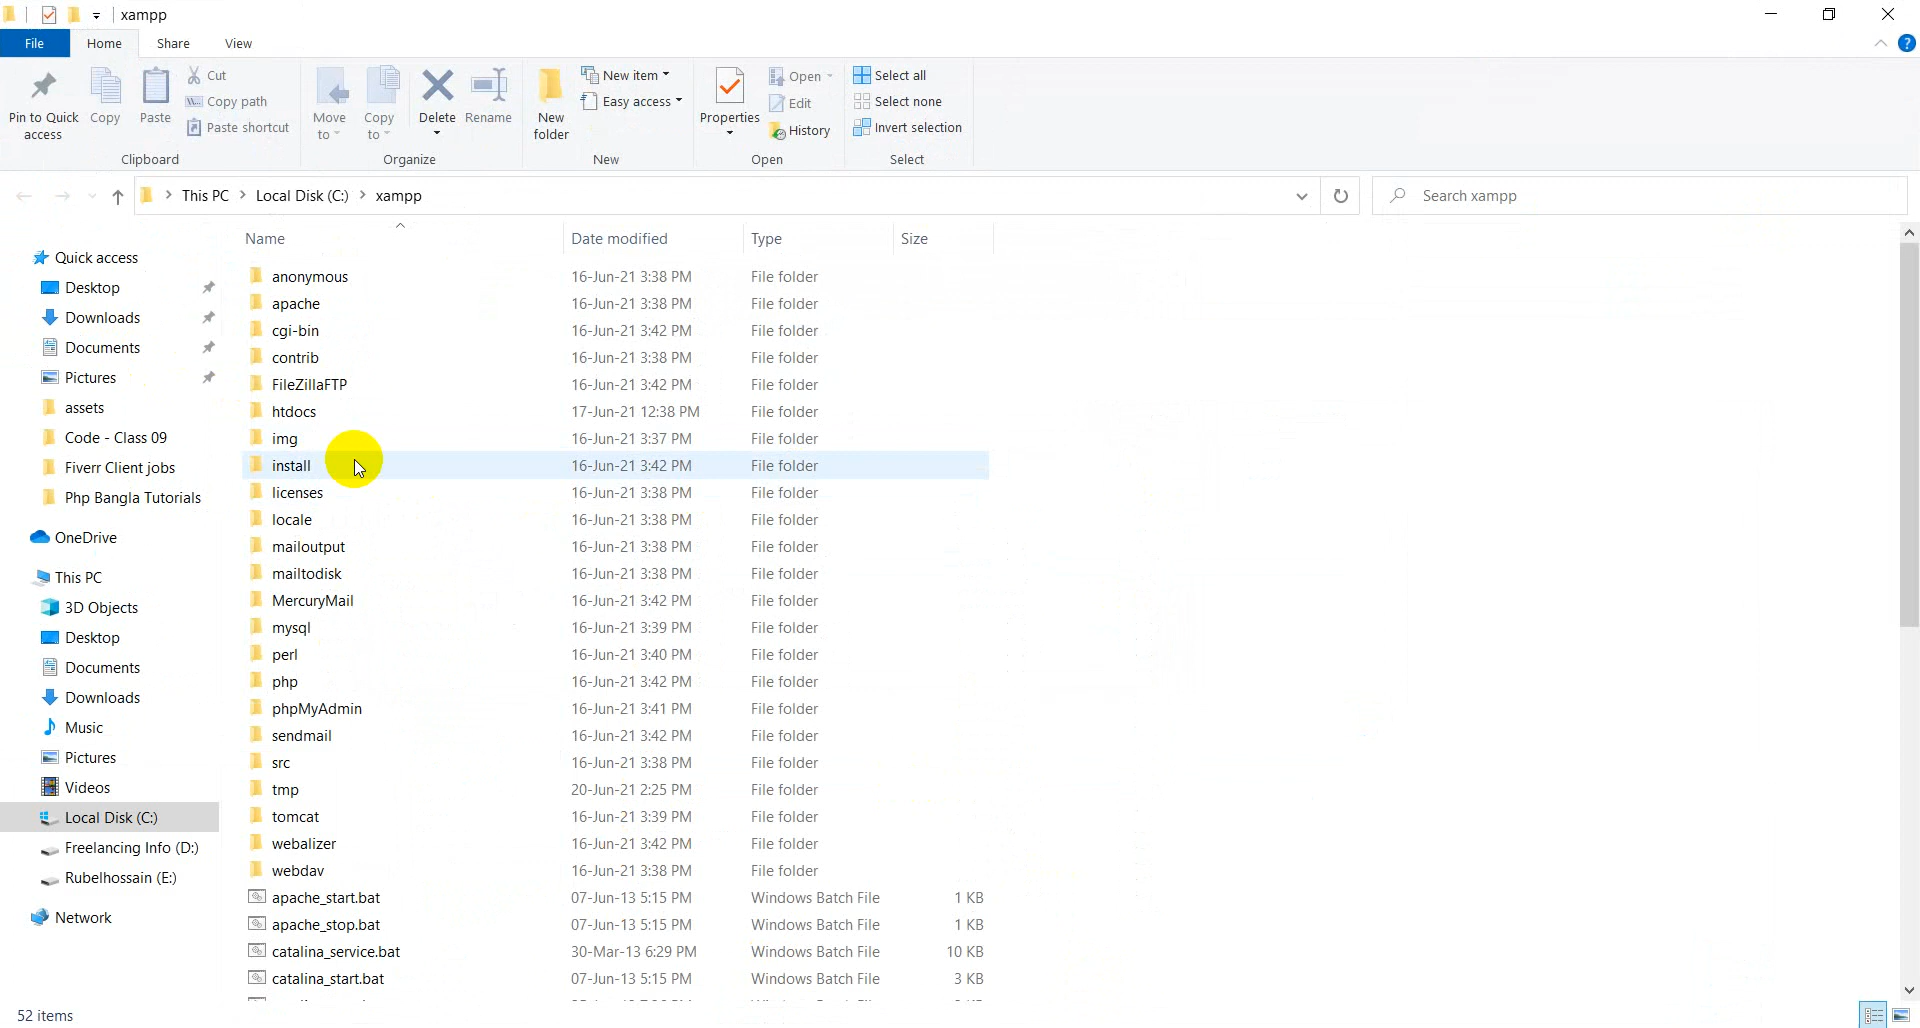 xampp
File Home Share View
Pin to Quick access
Copy
Paste
Cut
Copy path
Paste shortcut
Clipboard
Move to
Copy to
Delete
Rename
Organize
New folder
New item
Easy access
New
Properties
Open
Edit
History
Open
Select all
Select none
Invert selection
Select
This PC > Local Disk (C:) > xampp
Search xampp
Quick access
Desktop
Downloads
Documents
Pictures
assets
Code - Class 09
Fiverr Client jobs
Php Bangla Tutorials
OneDrive
This PC
3D Objects
Desktop
Documents
Downloads
Music
Pictures
Videos
Local Disk (C:)
Freelancing Info (D:)
Rubelhossain (E:)
Network
Name Date modified Type Size
anonymous 16-Jun-21 3:38 PM File folder
apache 16-Jun-21 3:38 PM File folder
cgi-bin 16-Jun-21 3:42 PM File folder
contrib 16-Jun-21 3:38 PM File folder
FileZillaFTP 16-Jun-21 3:42 PM File folder
htdocs 17-Jun-21 12:38 PM File folder
img 16-Jun-21 3:37 PM File folder
install 16-Jun-21 3:42 PM File folder
licenses 16-Jun-21 3:38 PM File folder
locale 16-Jun-21 3:38 PM File folder
mailoutput 16-Jun-21 3:38 PM File folder
mailtodisk 16-Jun-21 3:38 PM File folder
MercuryMail 16-Jun-21 3:42 PM File folder
mysql 16-Jun-21 3:39 PM File folder
perl 16-Jun-21 3:40 PM File folder
php 16-Jun-21 3:42 PM File folder
phpMyAdmin 16-Jun-21 3:41 PM File folder
sendmail 16-Jun-21 3:42 PM File folder
src 16-Jun-21 3:38 PM File folder
tmp 20-Jun-21 2:25 PM File folder
tomcat 16-Jun-21 3:39 PM File folder
webalizer 16-Jun-21 3:42 PM File folder
webdav 16-Jun-21 3:38 PM File folder
apache_start.bat 07-Jun-13 5:15 PM Windows Batch File 1 KB
apache_stop.bat 07-Jun-13 5:15 PM Windows Batch File 1 KB
catalina_service.bat 30-Mar-13 6:29 PM Windows Batch File 10 KB
catalina_start.bat 07-Jun-13 5:15 PM Windows Batch File 3 KB
52 items